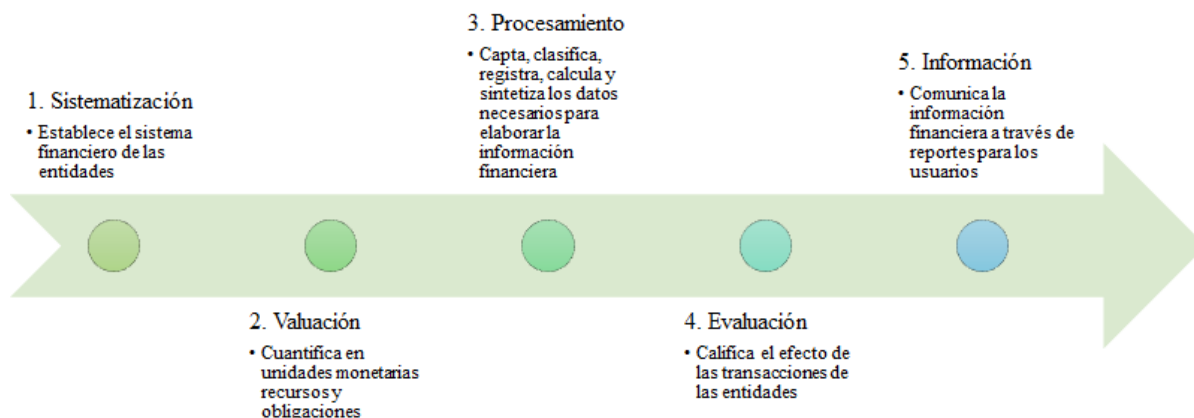 1. Sistematización
• Establece el sistema
financiero de las
entidades
2. Valuación
• Cuantifica en
unidades monetarias
recursos y
obligaciones
3. Procesamiento
• Capta, clasifica,
registra, calcula y
sintetiza los datos
necesarios para
elaborar la
información
financiera
4. Evaluación
• Califica el efecto de
las transacciones de
las entidades
5. Información
• Comunica la
información
financiera a través de
reportes para los
usuarios